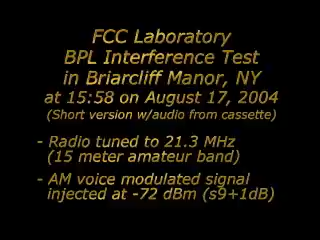 FCC Laboratory
BPL Interference Test
in Briarcliff Manor, NY
at 15:58 on August 17, 2004
(Short version w/audio from cassette)
- Radio tuned to 21.3 MHz
(15 meter amateur band)
- AM voice modulated signal
injected at -72 dBm (s9+1dB)